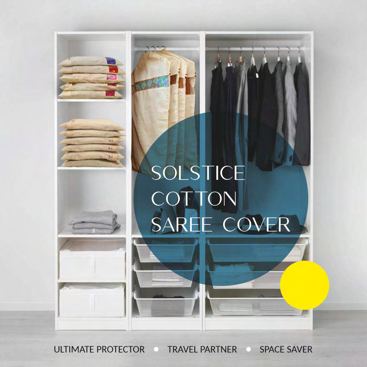 SOLSTICE
COTTON
SAREE COVER
ULTIMATE PROTECTOR • TRAVEL PARTNER • SPACE SAVER